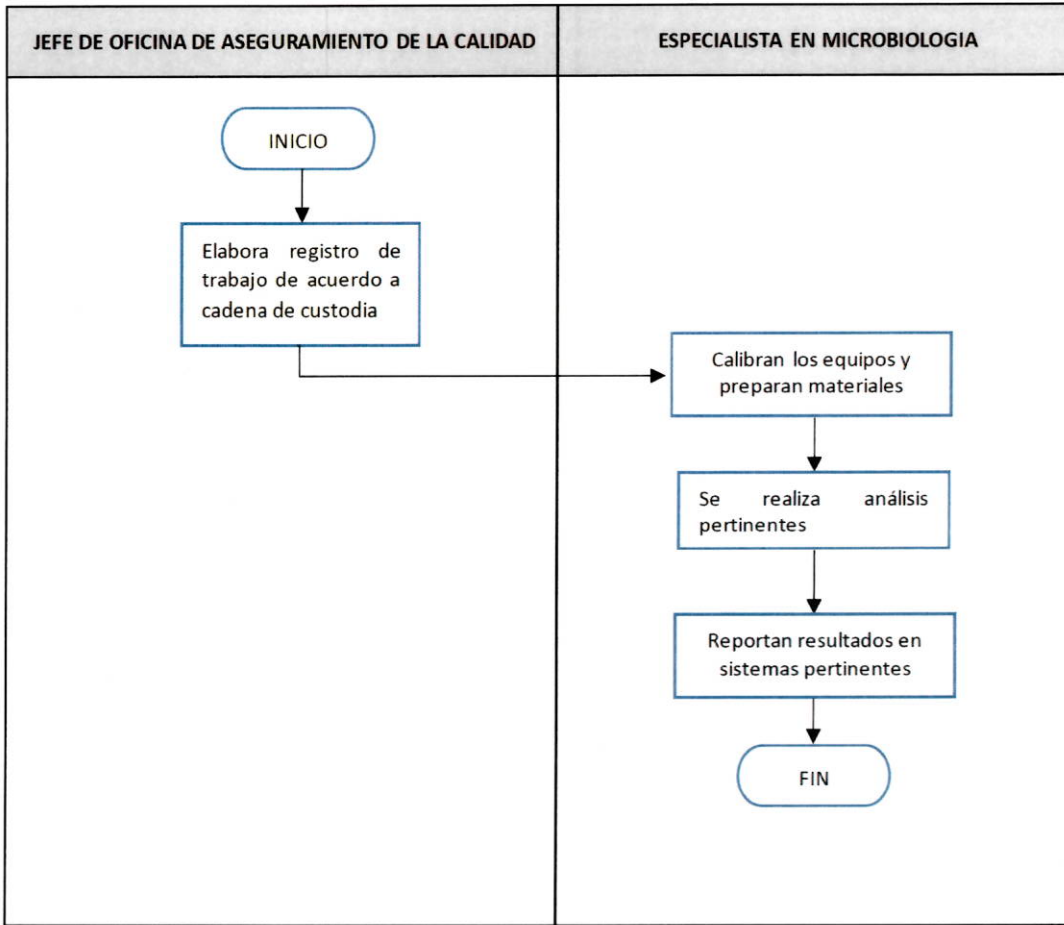 JEFE DE OFICINA DE ASEGURAMIENTO DE LA CALIDAD
ESPECIALISTA EN MICROBIOLOGIA
INICIO
Elabora registro de
trabajo de acuerdo a
cadena de custodia
Calibran los equipos y
preparan materiales
Se realiza análisis
pertinentes
Reportan resultados en
sistemas pertinentes
FIN